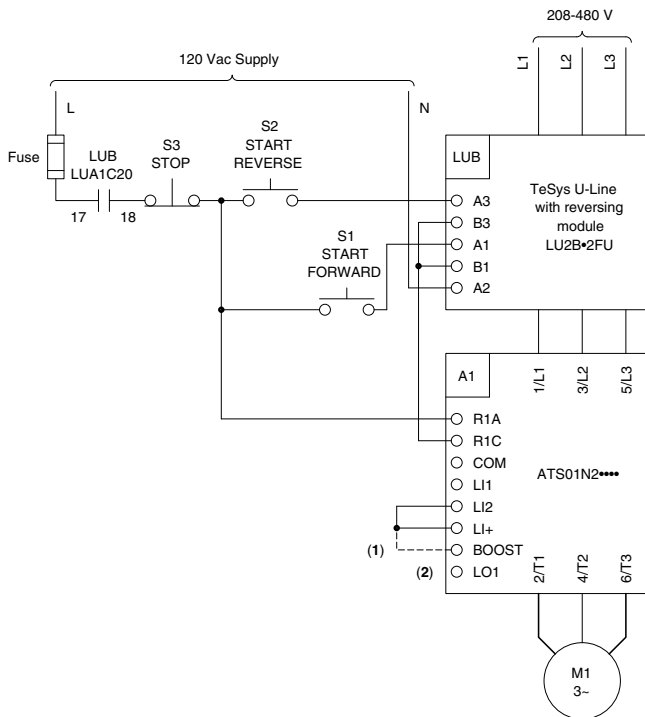 208-480 V
L1
L2
L3
120 Vac Supply
L
N
Fuse
LUB
LUA1C20
17
18
S3
STOP
S2
START
REVERSE
S1
START
FORWARD
LUB
TeSys U-Line
with reversing
module
LU2B•2FU
A3
B3
A1
B1
A2
A1
1/L1
3/L2
5/L3
R1A
R1C
COM
LI1
LI2
LI+
BOOST
LO1
(1)
(2)
ATS01N2••••
2/T1
4/T2
6/T3
M1
3~